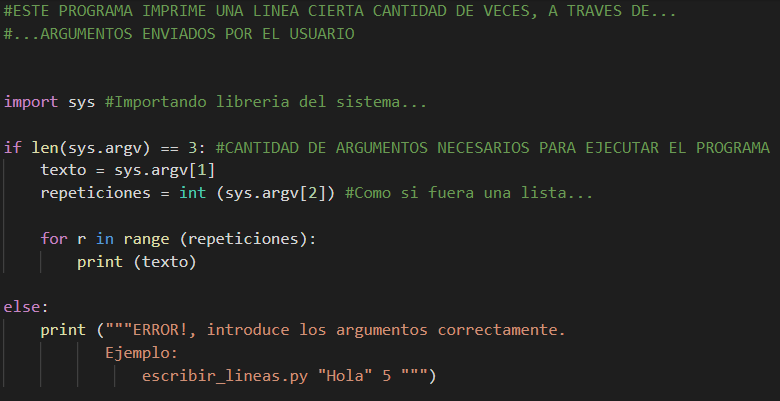 #ESTE PROGRAMA IMPRIME UNA LINEA CIERTA CANTIDAD DE VECES, A TRAVES DE...
#...ARGUMENTOS ENVIADOS POR EL USUARIO
import sys #Importando libreria del sistema...
if len(sys.argv) == 3: #CANTIDAD DE ARGUMENTOS NECESARIOS PARA EJECUTAR EL PROGRAMA
    texto = sys.argv[1]
    repeticiones = int (sys.argv[2]) #Como si fuera una lista...
    for r in range (repeticiones):
        print (texto)
else:
    print ("""ERROR!, introduce los argumentos correctamente.
           Ejemplo:
               escribir_lineas.py "Hola" 5 """)